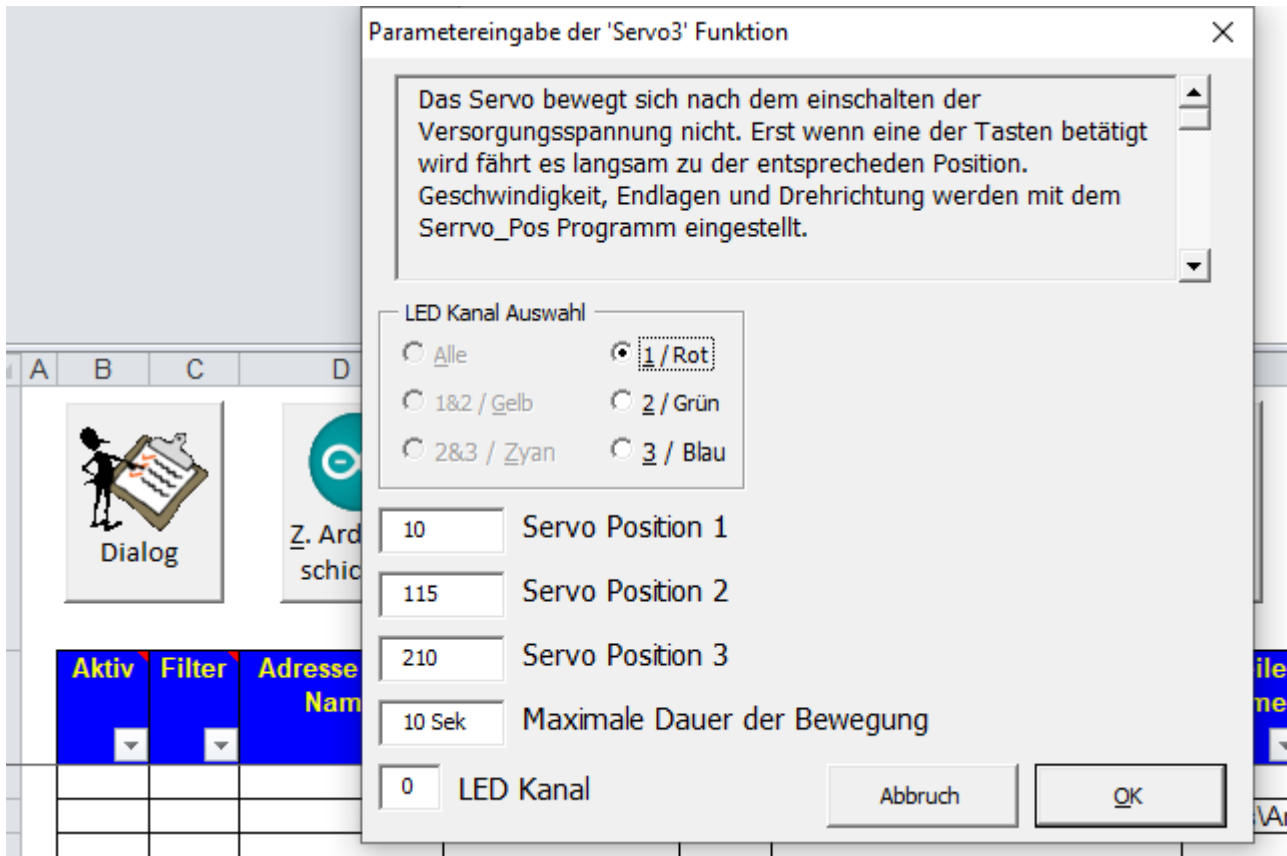 Parametereingabe der 'Servo3' Funktion
Das Servo bewegt sich nach dem einschalten der
Versorgungsspannung nicht. Erst wenn eine der Tasten betätigt
wird fährt es langsam zu der entsprecheden Position.
Geschwindigkeit, Endlagen und Drehrichtung werden mit dem
Serrvo_Pos Programm eingestellt.
LED Kanal Auswahl
Alle
1 / Rot
1&2 / Gelb
2 / Grün
2&3 / Zyan
3 / Blau
10 Servo Position 1
115 Servo Position 2
210 Servo Position 3
10 Sek Maximale Dauer der Bewegung
0 LED Kanal
Abbruch
OK
A B C D
Dialog
Z. Ard
schic
Aktiv Filter Adresse
Nam
ile
me
\Ar